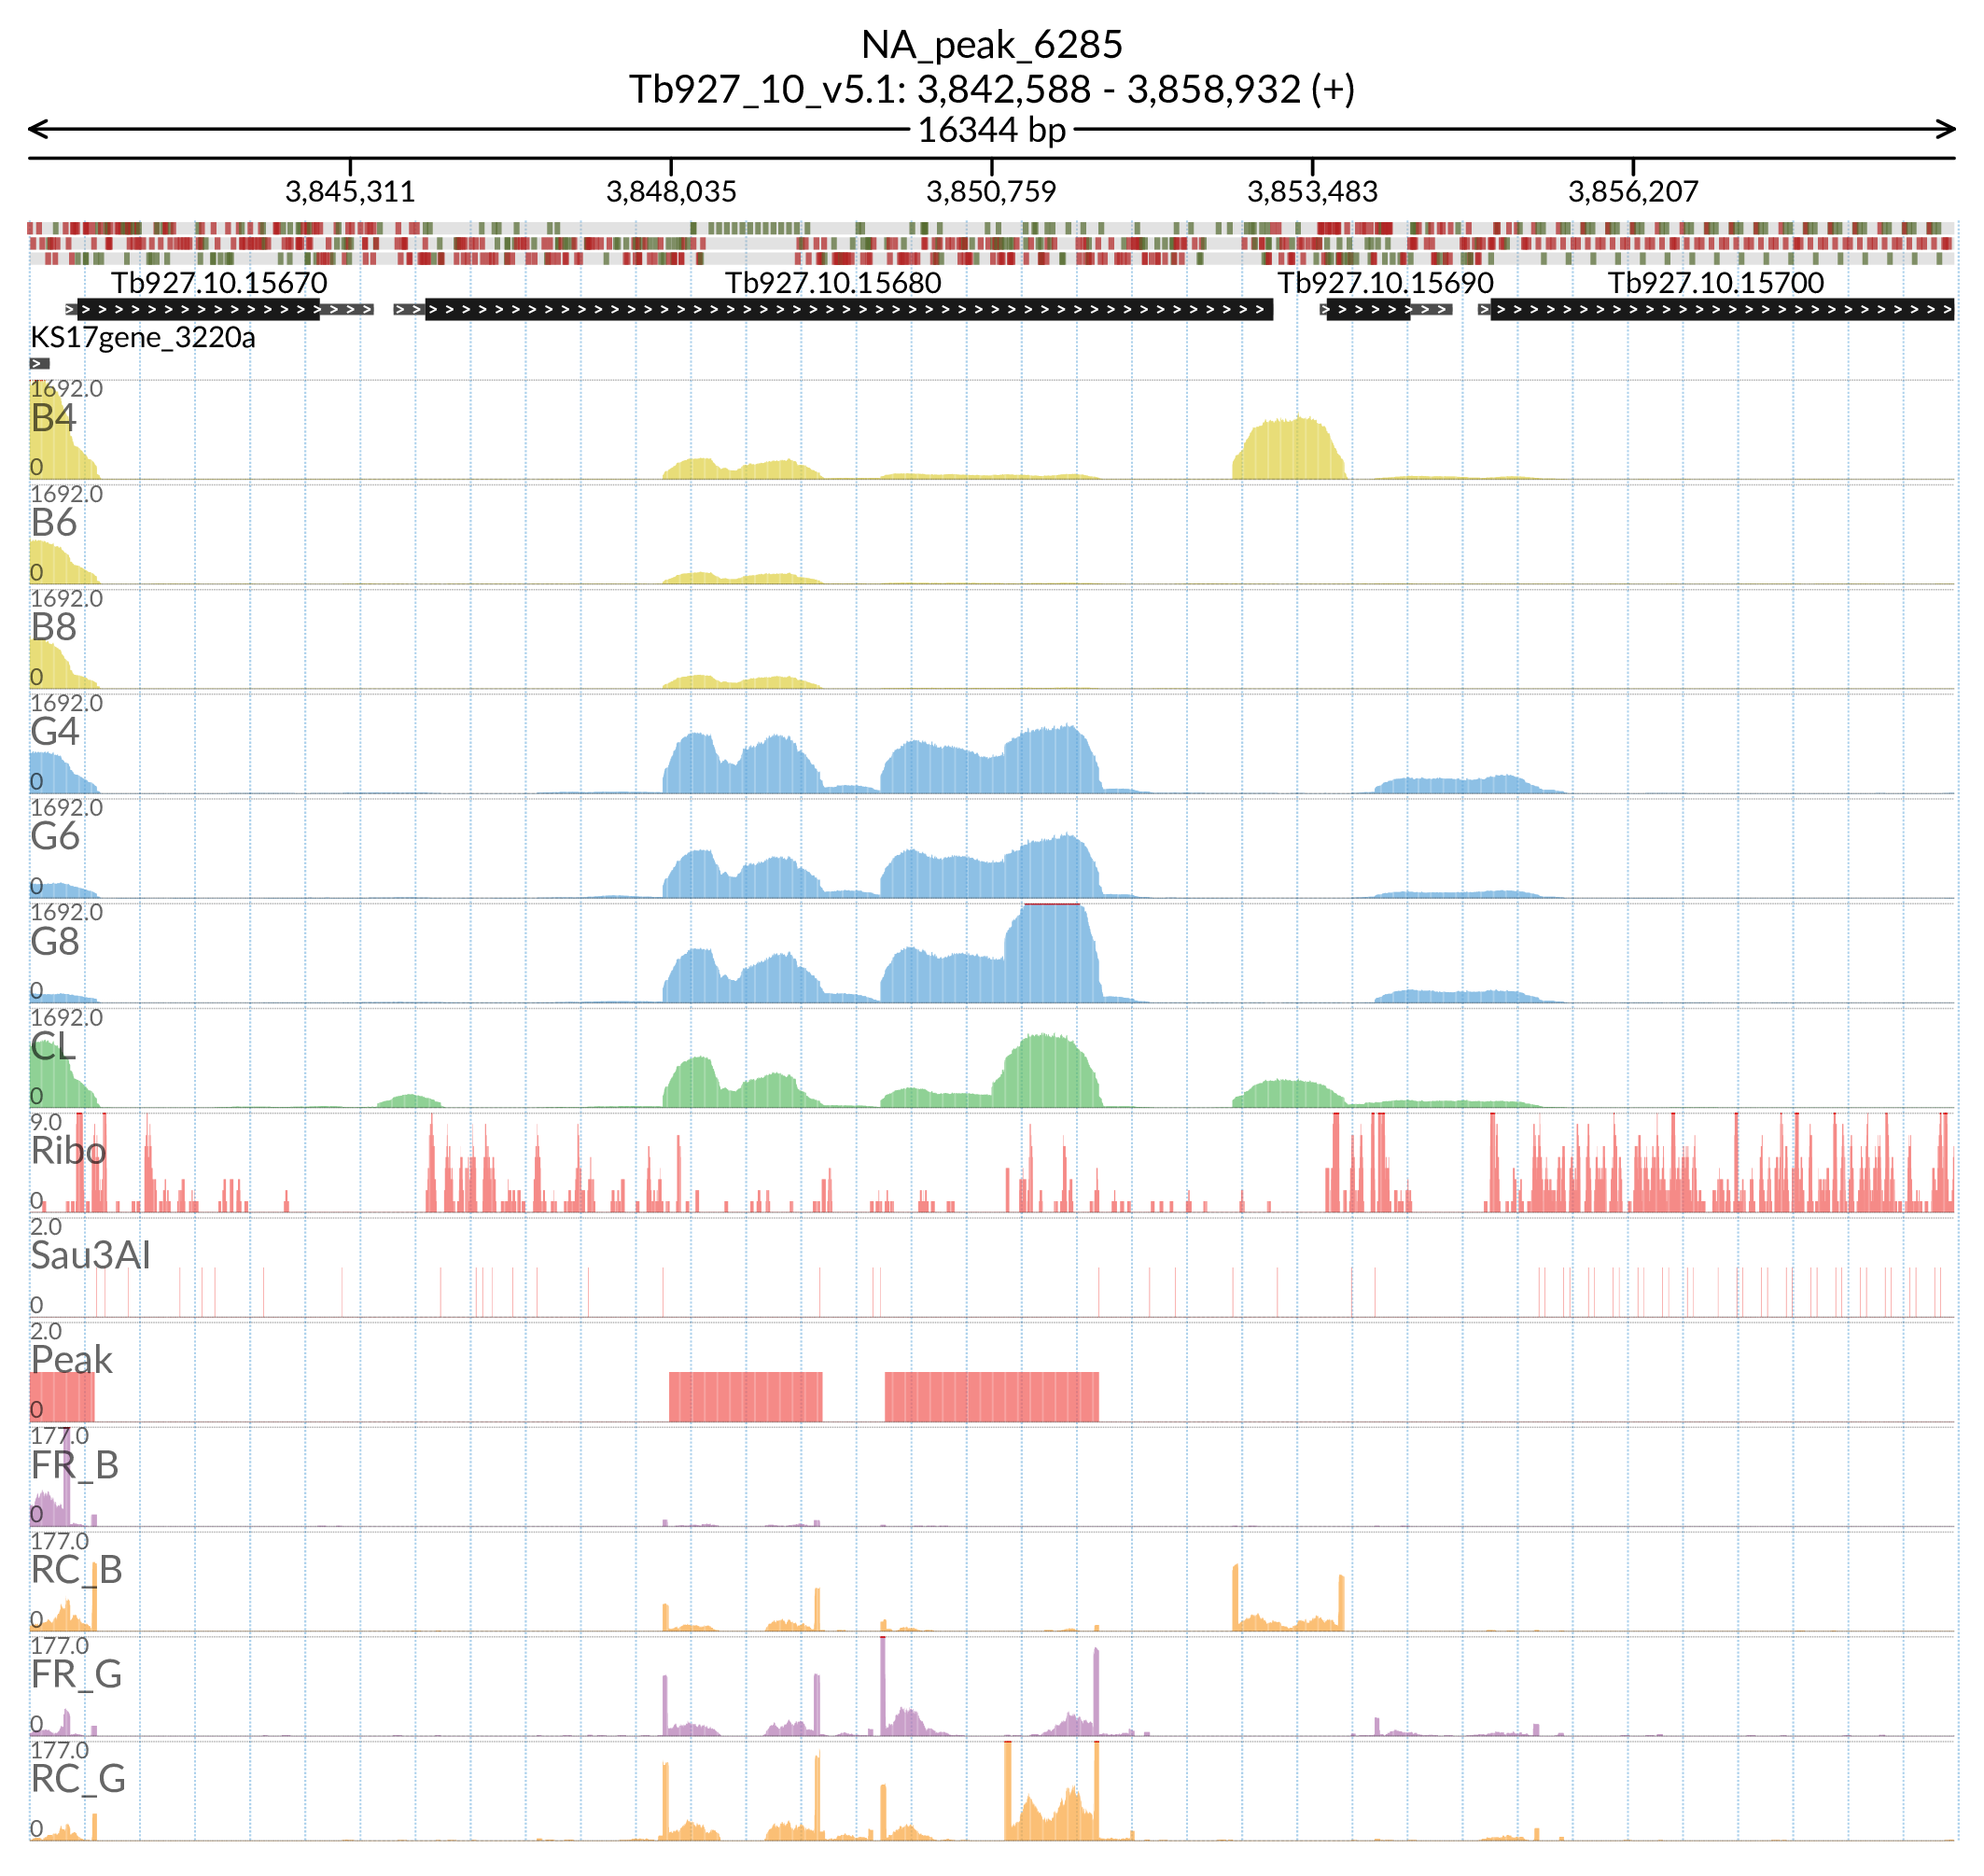 NA_peak_6285
Tb927_10_v5.1: 3,842,588 - 3,858,932 (+)
16344 bp
3,845,311 3,848,035 3,850,759 3,853,483 3,856,207
Tb927.10.15670 Tb927.10.15680 Tb927.10.15690 Tb927.10.15700
KS17gene_3220a
1692.0
B4
0
1692.0
B6
0
1692.0
B8
0
1692.0
G4
0
1692.0
G6
0
1692.0
G8
0
1692.0
CL
0
9.0
Ribo
0
2.0
Sau3AI
0
2.0
Peak
0
177.0
FR_B
0
177.0
RC_B
0
177.0
FR_G
0
177.0
RC_G
0